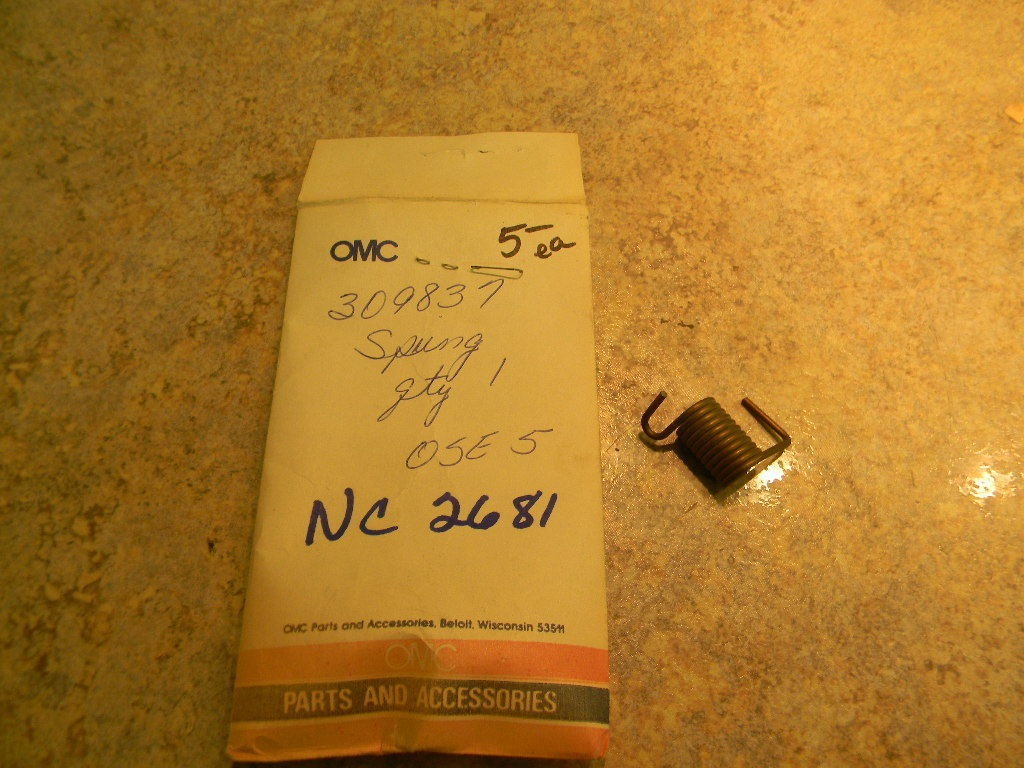 OMC 5 ea
309837
Spring
qty 1
OSE 5
NC 2681
OMC Parts and Accessories, Beloit, Wisconsin 53511
OMC
PARTS AND ACCESSORIES